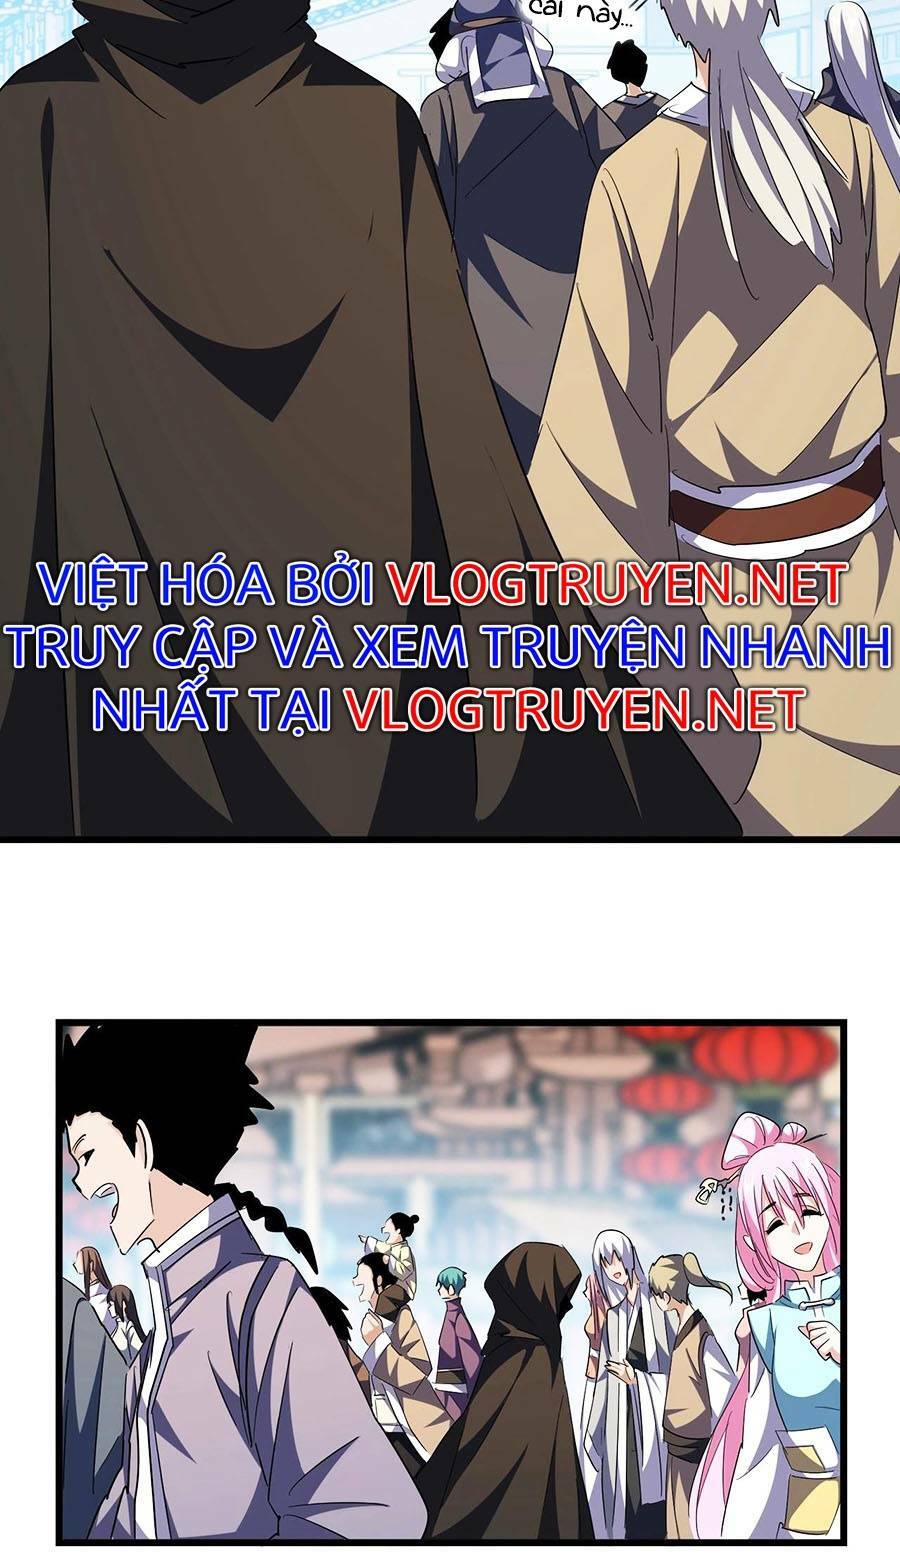 cái này...
VIỆT HÓA BỞI VLOGTRUYEN.NET
TRUY CẬP VÀ XEM TRUYỆN NHANH
NHẤT TẠI VLOGTRUYEN.NET